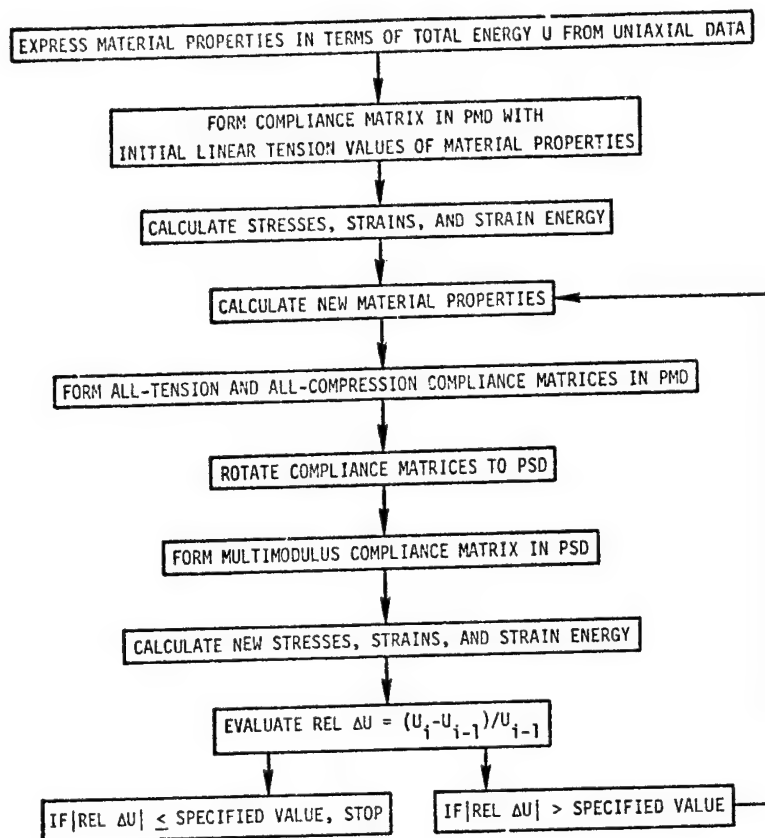 EXPRESS MATERIAL PROPERTIES IN TERMS OF TOTAL ENERGY U FROM UNIAXIAL DATA
FORM COMPLIANCE MATRIX IN PMD WITH
INITIAL LINEAR TENSION VALUES OF MATERIAL PROPERTIES
CALCULATE STRESSES, STRAINS, AND STRAIN ENERGY
CALCULATE NEW MATERIAL PROPERTIES
FORM ALL-TENSION AND ALL-COMPRESSION COMPLIANCE MATRICES IN PMD
ROTATE COMPLIANCE MATRICES TO PSD
FORM MULTIMODULUS COMPLIANCE MATRIX IN PSD
CALCULATE NEW STRESSES, STRAINS, AND STRAIN ENERGY
EVALUATE REL ΔU = (U_i-U_{i-1})/U_{i-1}
IF|REL ΔU| ≤ SPECIFIED VALUE, STOP
IF|REL ΔU| > SPECIFIED VALUE